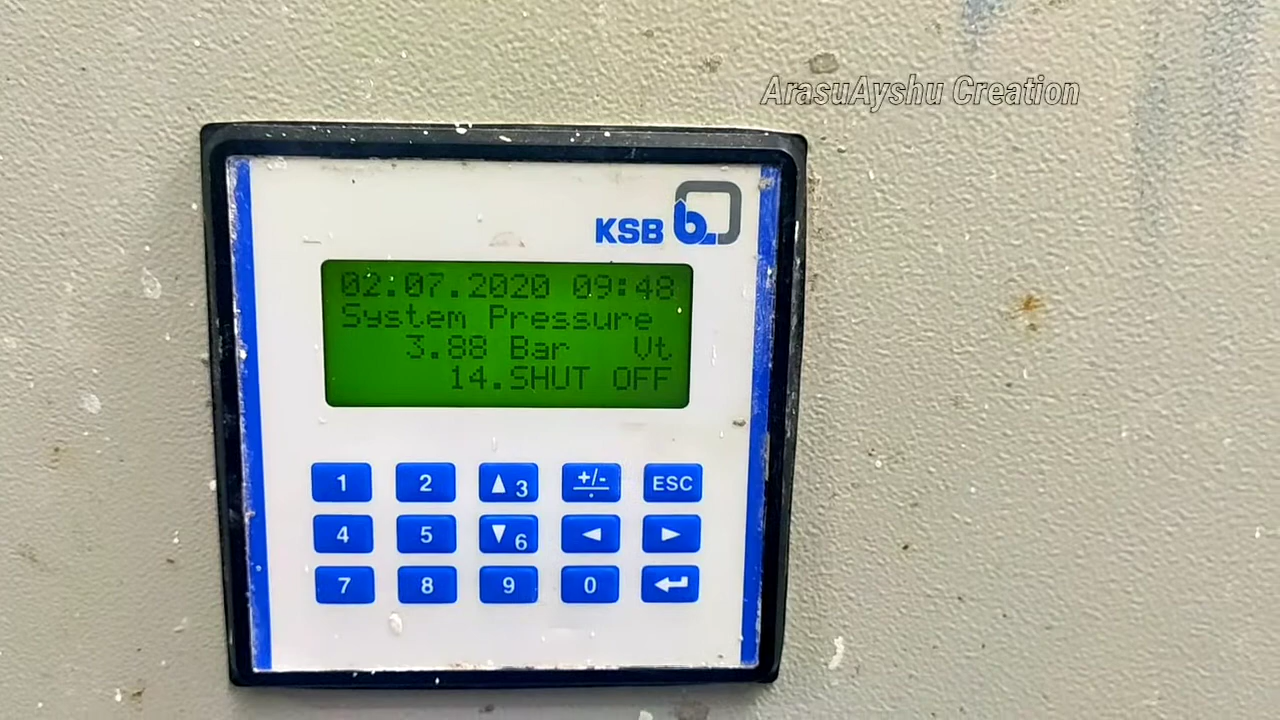 ArasuAyshu Creation
KSB
02.07.2020 09:48
System Pressure
3.88 Bar Vt
14.SHUT OFF
1 2 ▲3 +/- . ESC
4 5 ▼6 ◄ ►
7 8 9 0 ↵